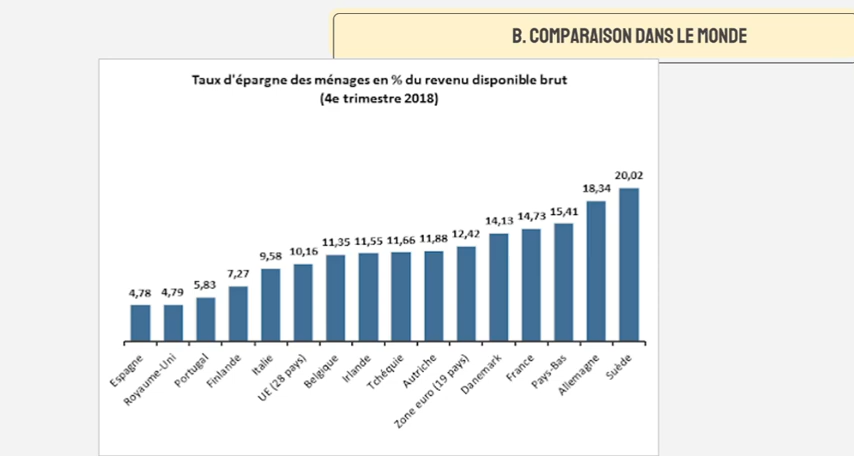 B. COMPARAISON DANS LE MONDE
Taux d'épargne des ménages en % du revenu disponible brut
(4e trimestre 2018)
4,78
4,79
5,83
7,27
9,58
10,16
11,35
11,55
11,66
11,88
12,42
14,13
14,73
15,41
18,34
20,02
Espagne
Royaume-Uni
Portugal
Finlande
Italie
UE (28 pays)
Belgique
Irlande
Tchéquie
Autriche
Zone euro (19 pays)
Danemark
France
Pays-Bas
Allemagne
Suède